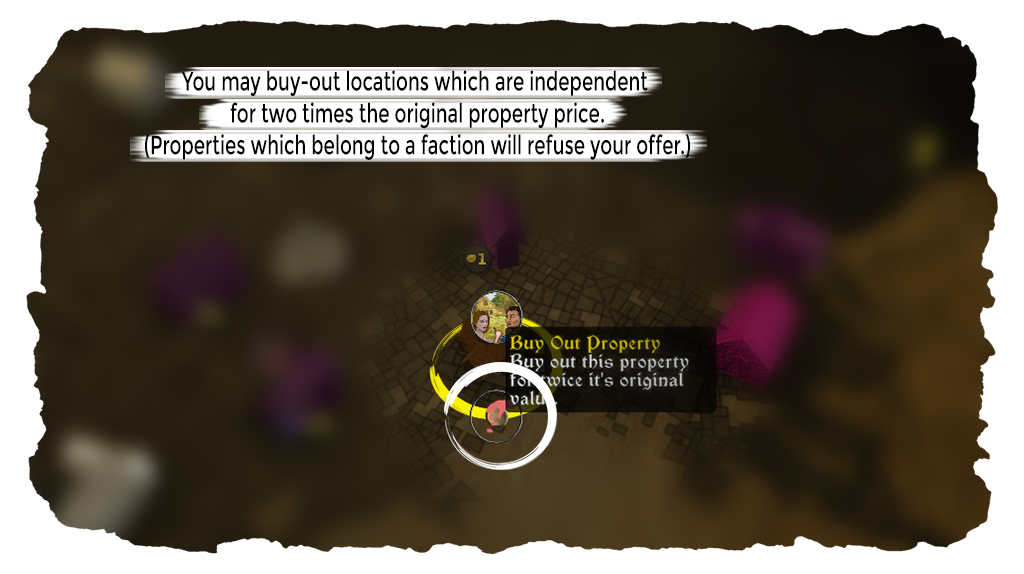 You may buy-out locations which are independent
for two times the original property price.
(Properties which belong to a faction will refuse your offer.)
1
Buy Out Property
Buy out this property
for twice it's original